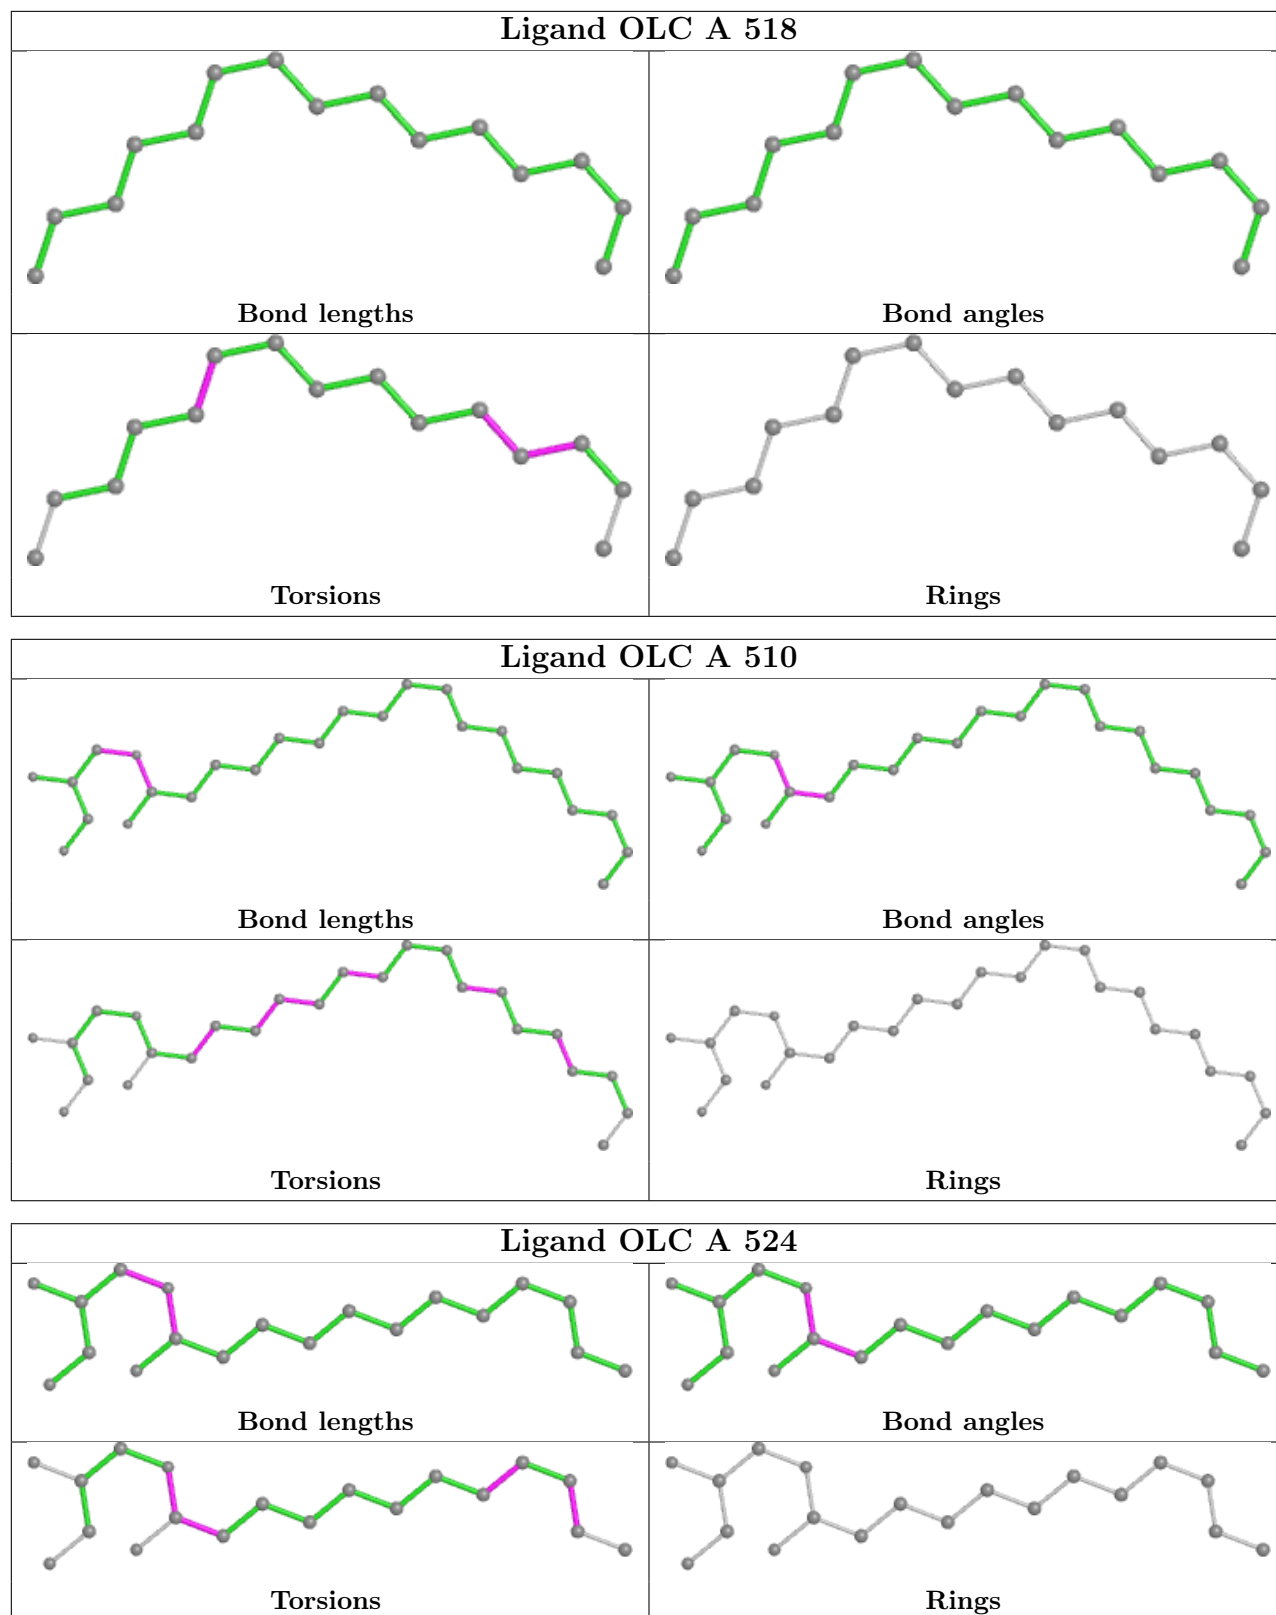 Ligand OLC A 518
Bond lengths
Bond angles
Torsions
Rings
Ligand OLC A 510
Bond lengths
Bond angles
Torsions
Rings
Ligand OLC A 524
Bond lengths
Bond angles
Torsions
Rings